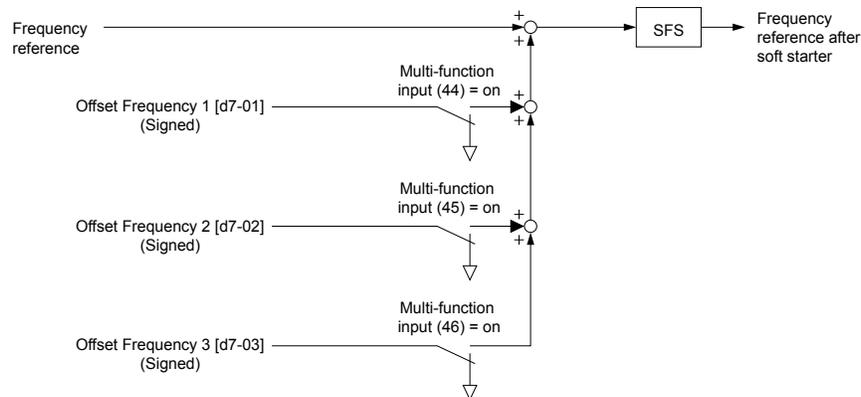 Frequency
reference
+
+
SFS
Frequency
reference after
soft starter
Multi-function
input (44) = on
Offset Frequency 1 [d7-01]
(Signed)
+
+
Multi-function
input (45) = on
Offset Frequency 2 [d7-02]
(Signed)
+
+
Multi-function
input (46) = on
Offset Frequency 3 [d7-03]
(Signed)